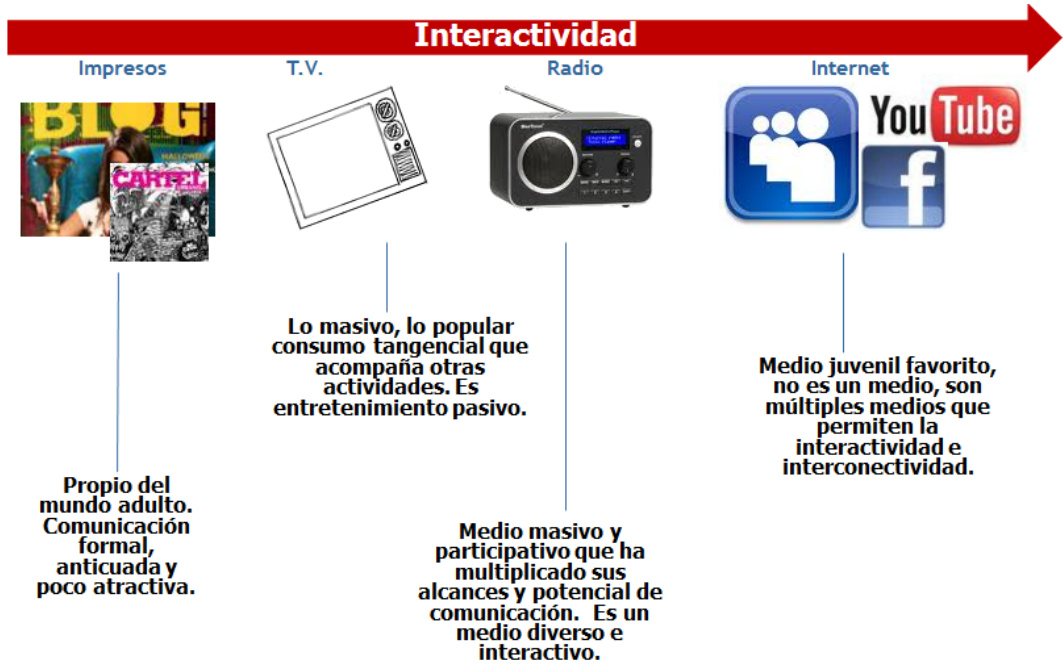 Interactividad
Impresos
T.V.
Radio
Internet
BLOG
HALLOWEEN
CARTEL
You Tube
f
Lo masivo, lo popular
consumo tangencial que
acompaña otras
actividades. Es
entretenimiento pasivo.
Medio juvenil favorito,
no es un medio, son
múltiples medios que
permiten la
interactividad e
interconectividad.
Propio del
mundo adulto.
Comunicación
formal,
anticuada y
poco atractiva.
Medio masivo y
participativo que ha
multiplicado sus
alcances y potencial de
comunicación. Es un
medio diverso e
interactivo.